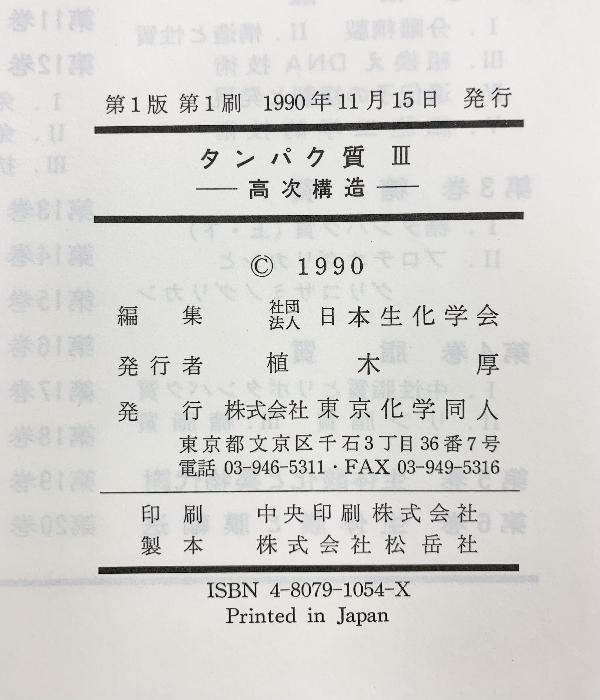 第1版 第1刷 1990年11月15日 発行
タンパク質 Ⅲ
── 高次構造 ──
© 1990
編集 社団法人 日本生化学会
発行者 植木厚
発行 株式会社 東京化学同人
東京都文京区千石3丁目36番7号
電話 03-946-5311・FAX 03-949-5316
印刷 中央印刷株式会社
製本 株式会社松岳社
ISBN 4-8079-1054-X
Printed in Japan